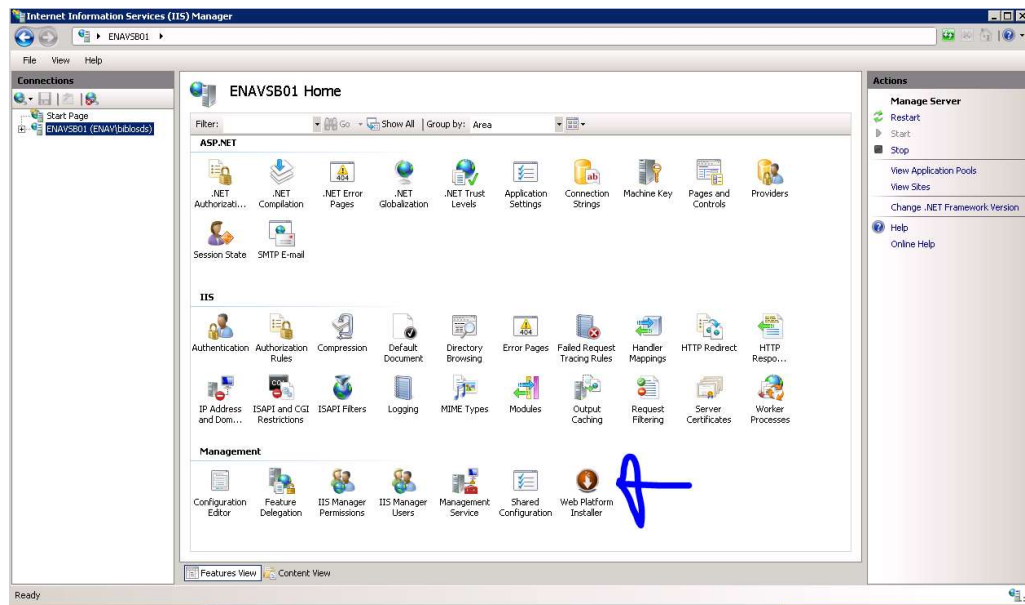 Internet Information Services (IIS) Manager
ENAVSB01
File View Help
Connections
Start Page
ENAVSB01 (ENAV\biblosds)
ENAVSB01 Home
Filter: Go Show All Group by: Area
ASP.NET
.NET Authorizati...
.NET Compilation
.NET Error Pages
.NET Globalization
.NET Trust Levels
Application Settings
Connection Strings
Machine Key
Pages and Controls
Providers
Session State
SMTP E-mail
IIS
Authentication
Authorization Rules
Compression
Default Document
Directory Browsing
Error Pages
Failed Request Tracing Rules
Handler Mappings
HTTP Redirect
HTTP Respo...
IP Address and Dom...
ISAPI and CGI Restrictions
ISAPI Filters
Logging
MIME Types
Modules
Output Caching
Request Filtering
Server Certificates
Worker Processes
Management
Configuration Editor
Feature Delegation
IIS Manager Permissions
IIS Manager Users
Management Service
Shared Configuration
Web Platform Installer
Features View
Content View
Actions
Manage Server
Restart
Start
Stop
View Application Pools
View Sites
Change .NET Framework Version
Help
Online Help
Ready